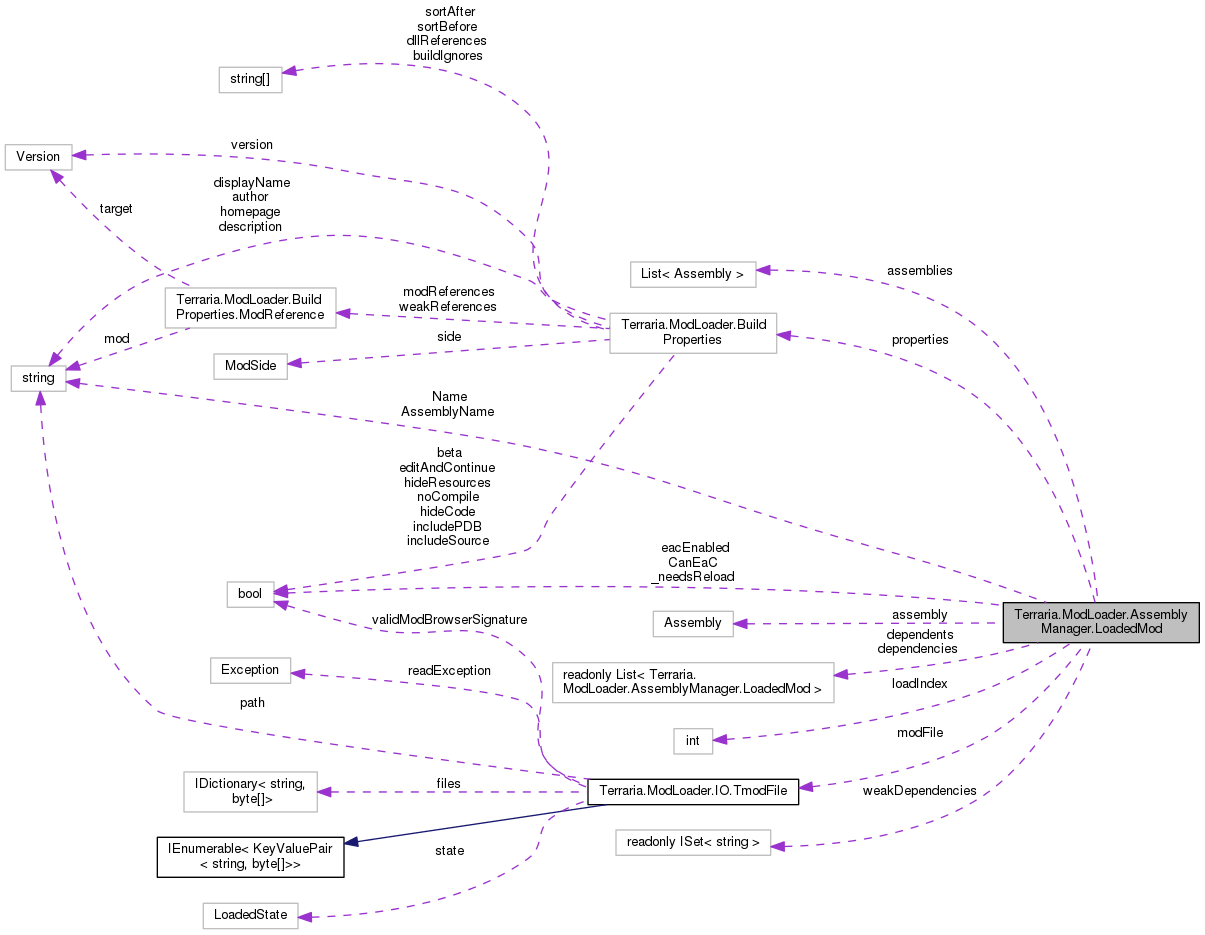 sortAfter
sortBefore
dllReferences
buildIgnores
string[]
version
Version
displayName
author
homepage
description
target
assemblies
List< Assembly >
Terraria.ModLoader.Build
Properties.ModReference
modReferences
weakReferences
Terraria.ModLoader.Build
Properties
mod
side
properties
ModSide
string
Name
AssemblyName
beta
editAndContinue
hideResources
noCompile
hideCode
includePDB
includeSource
eacEnabled
CanEaC
_needsReload
bool
validModBrowserSignature
Assembly
assembly
Terraria.ModLoader.Assembly
Manager.LoadedMod
dependents
dependencies
Exception
readException
readonly List< Terraria.
ModLoader.AssemblyManager.LoadedMod >
loadIndex
path
int
modFile
IDictionary< string,
byte[]>
files
Terraria.ModLoader.IO.TmodFile
weakDependencies
IEnumerable< KeyValuePair
< string, byte[]>>
state
readonly ISet< string >
LoadedState